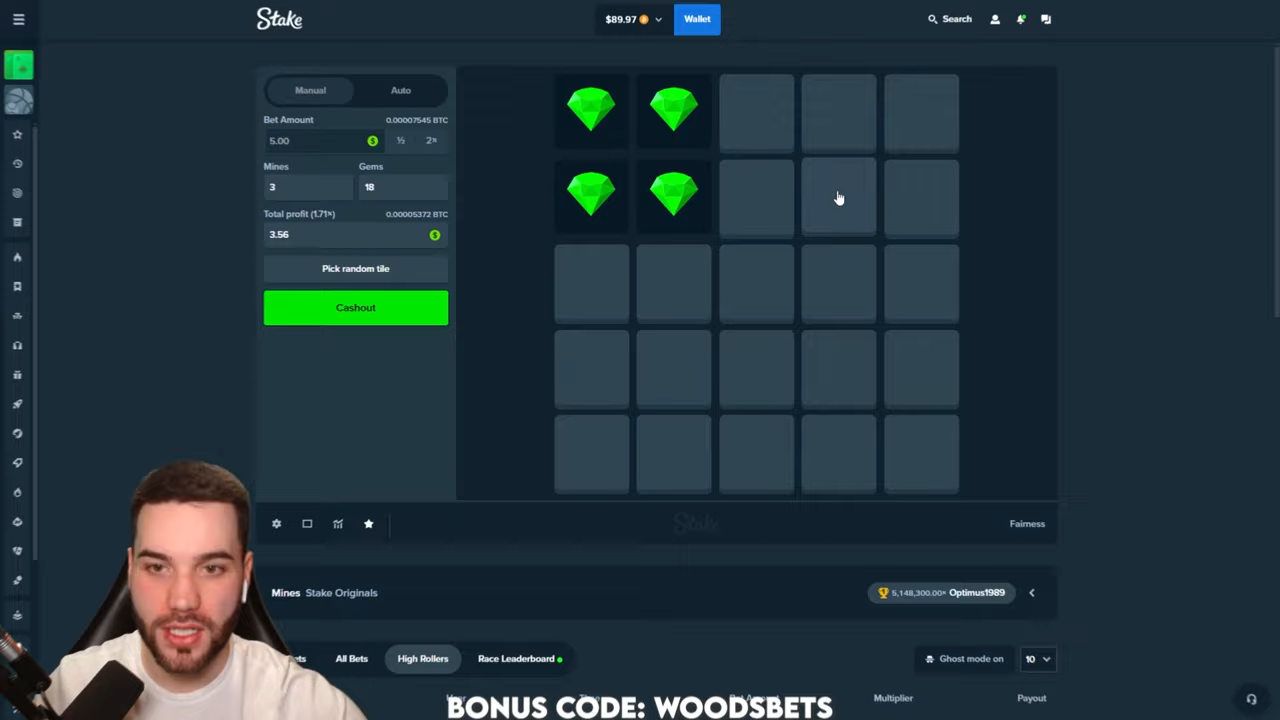 Stake
$89.97
Wallet
Search
Manual
Auto
Bet Amount
0.00007545 BTC
5.00
½
2×
Mines
Gems
3
18
Total profit (1.71×)
0.00005372 BTC
3.56
Pick random tile
Cashout
Stake
Fairness
Mines Stake Originals
5,148,300.00× Optimus1989
All Bets
High Rollers
Race Leaderboard
Ghost mode on
10
Multiplier
Payout
BONUS CODE: WOODSBETS